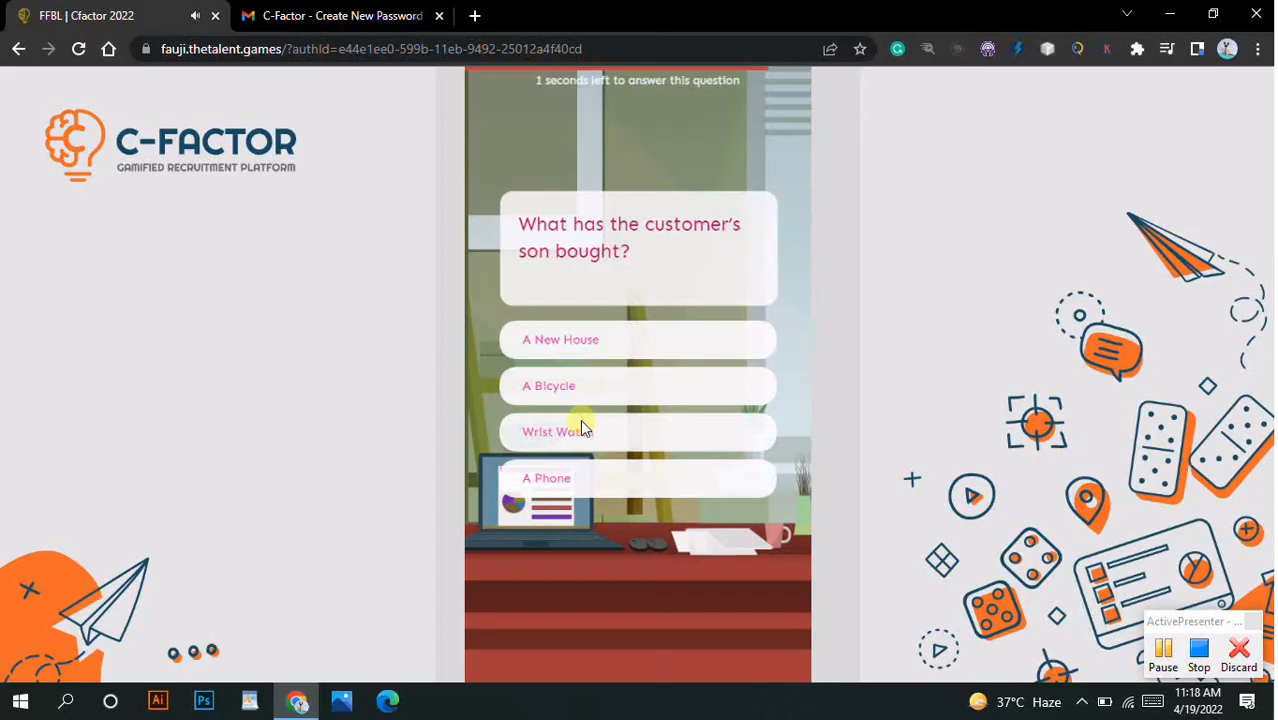 FFBL | Cfactor 2022
C-Factor - Create New Password
fauji.thetalent.games/?authId=e44e1ee0-599b-11eb-9492-25012a4f40cd
1 seconds left to answer this question
C-FACTOR
GAMIFIED RECRUITMENT PLATFORM
What has the customer's
son bought?
A New House
A Bicycle
Wrist
A Phone
ActivePresenter - ...
Pause Stop Discard
37°C Haze
11:18 AM
4/19/2022